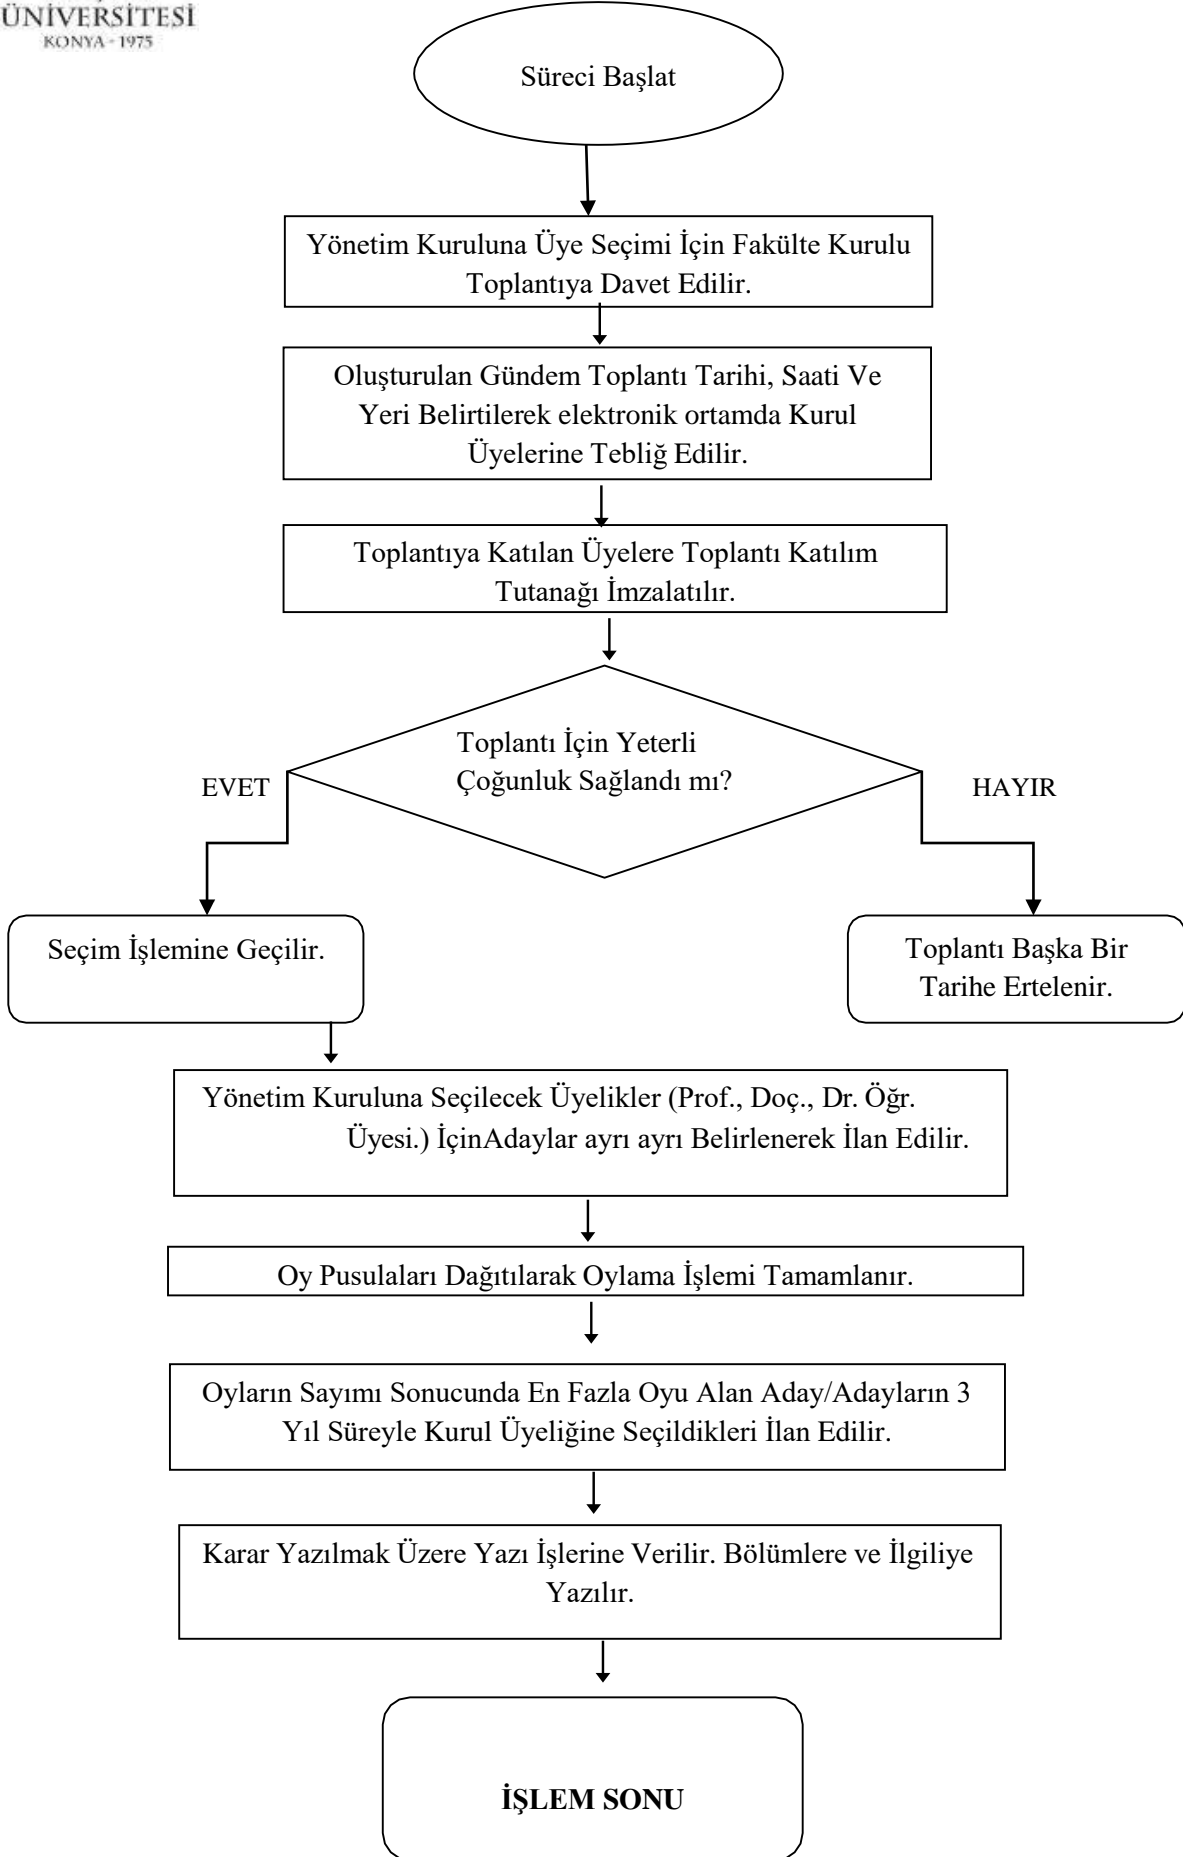 ÜNİVERSİTESİ
KONYA - 1975
Süreci Başlat
Yönetim Kuruluna Üye Seçimi İçin Fakülte Kurulu
Toplantıya Davet Edilir.
Oluşturulan Gündem Toplantı Tarihi, Saati Ve
Yeri Belirtilerek elektronik ortamda Kurul
Üyelerine Tebliğ Edilir.
Toplantıya Katılan Üyelere Toplantı Katılım
Tutanağı İmzalatılır.
Toplantı İçin Yeterli
Çoğunluk Sağlandı mı?
EVET
HAYIR
Seçim İşlemine Geçilir.
Toplantı Başka Bir
Tarihe Ertelenir.
Yönetim Kuruluna Seçilecek Üyelikler (Prof., Doç., Dr. Öğr.
Üyesi.) İçinAdaylar ayrı ayrı Belirlenerek İlan Edilir.
Oy Pusulaları Dağıtılarak Oylama İşlemi Tamamlanır.
Oyların Sayımı Sonucunda En Fazla Oyu Alan Aday/Adayların 3
Yıl Süreyle Kurul Üyeliğine Seçildikleri İlan Edilir.
Karar Yazılmak Üzere Yazı İşlerine Verilir. Bölümlere ve İlgiliye
Yazılır.
İŞLEM SONU